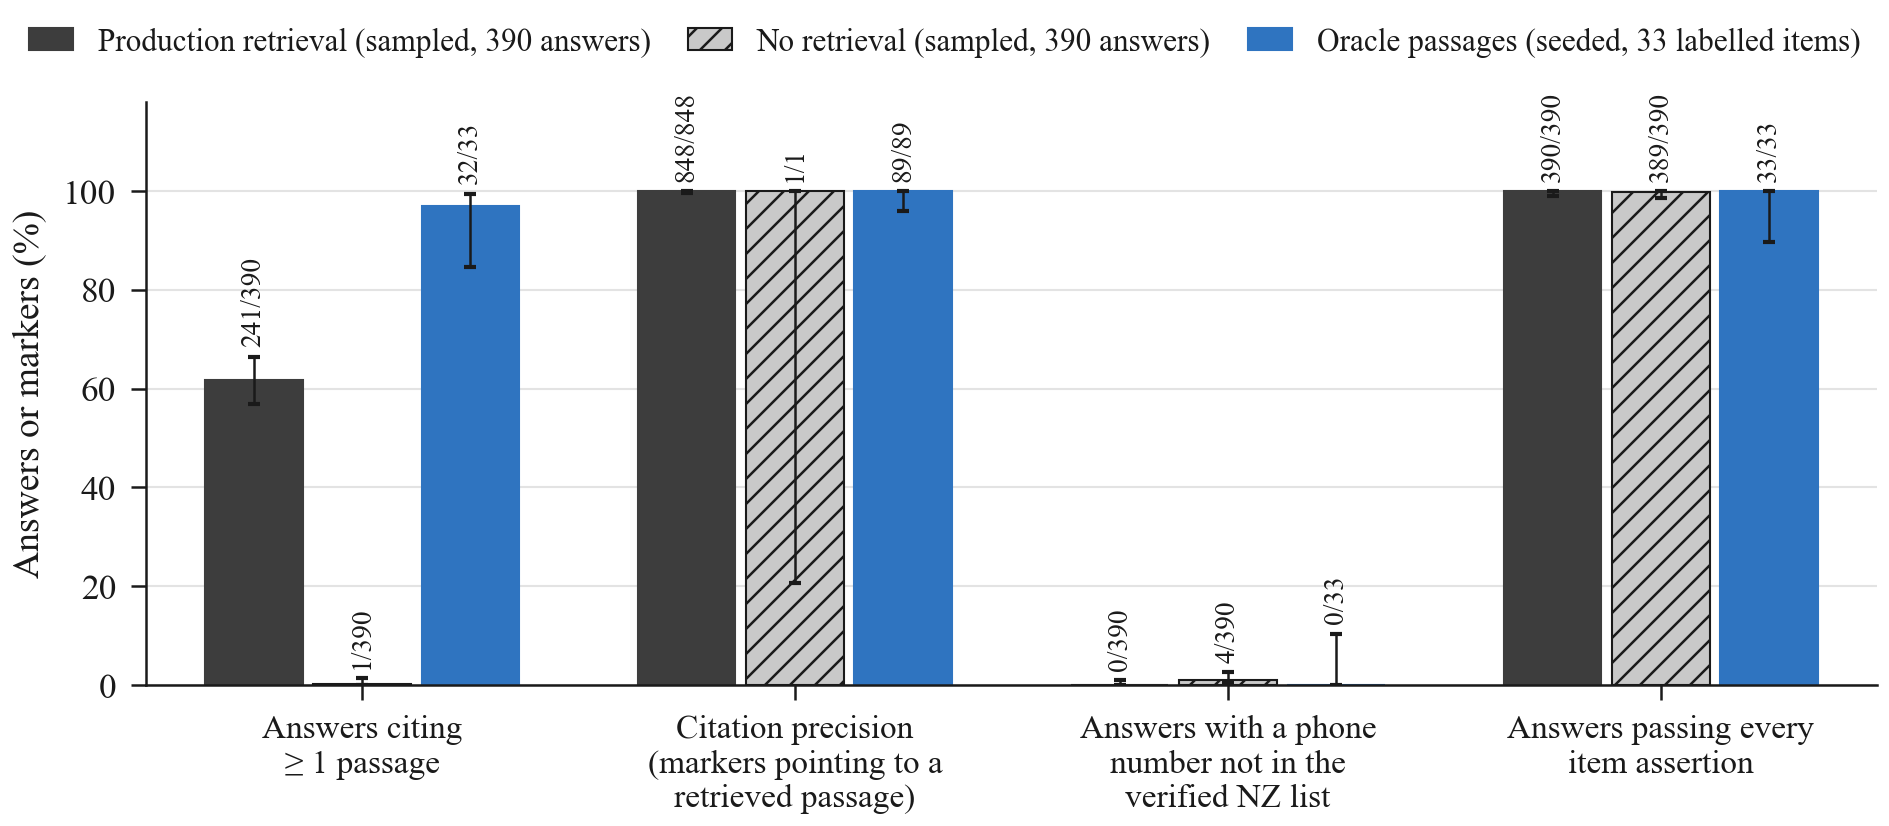 Production retrieval (sampled, 390 answers)
No retrieval (sampled, 390 answers)
Oracle passages (seeded, 33 labelled items)
Answers or markers (%)
100
80
60
40
20
0
241/390
1/390
32/33
848/848
1/1
89/89
0/390
4/390
0/33
390/390
389/390
33/33
Answers citing
≥ 1 passage
Citation precision
(markers pointing to a
retrieved passage)
Answers with a phone
number not in the
verified NZ list
Answers passing every
item assertion